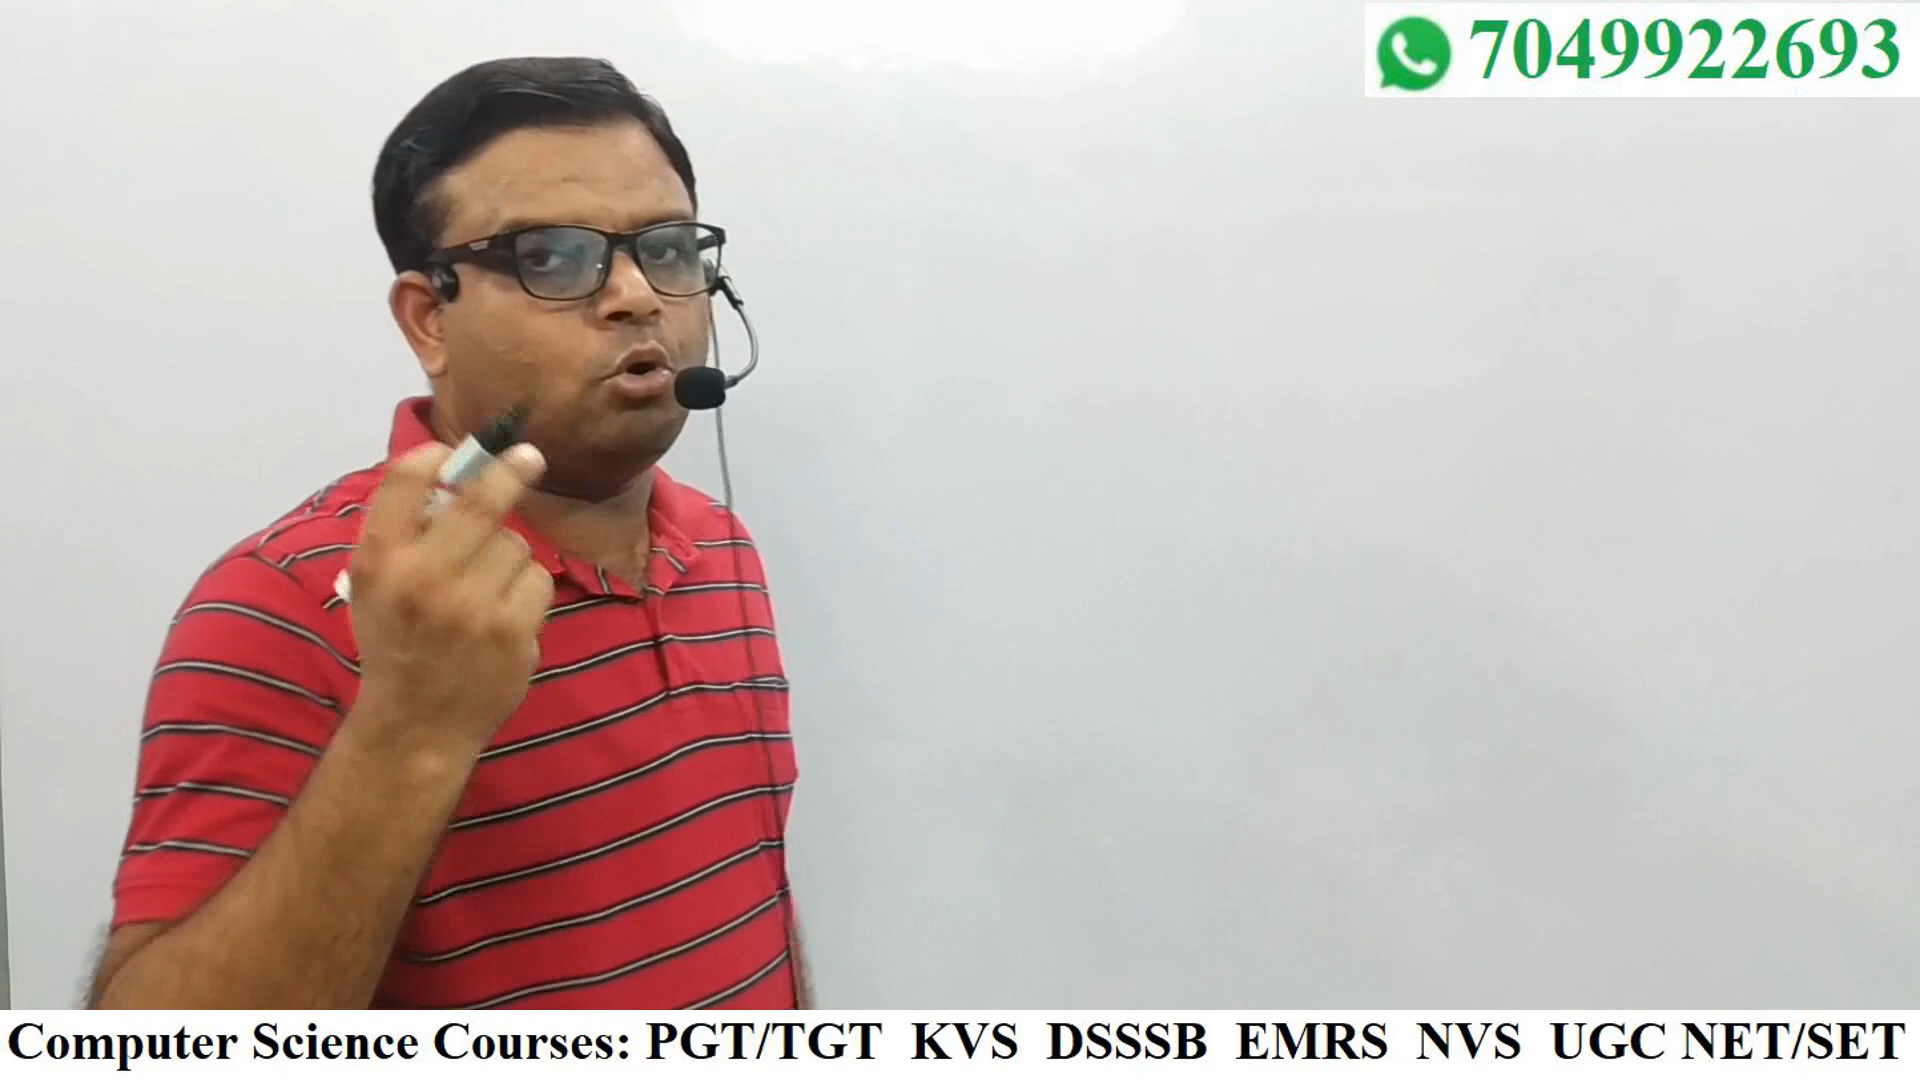 7049922693
Computer Science Courses: PGT/TGT KVS DSSSB EMRS NVS UGC NET/SET